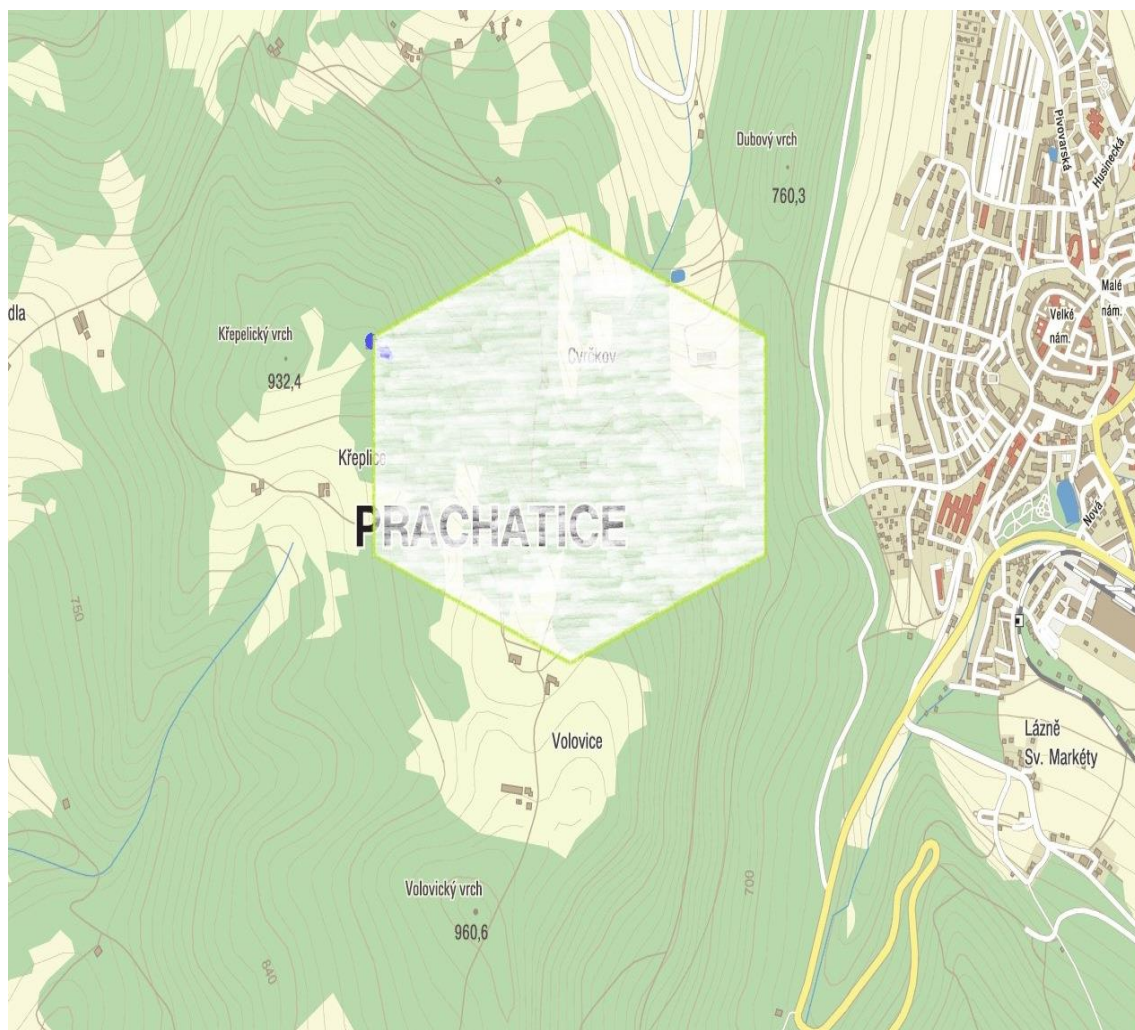 Dubový vrch
760,3
Pivovarská
Husinecká
dla
Křepelický vrch
932,4
Cvrčkov
Malé
nám.
Velké
nám.
Křeplice
PRACHATICE
Nová
750
Lázně
Sv. Markéty
Volovice
700
Volovický vrch
960,6
840